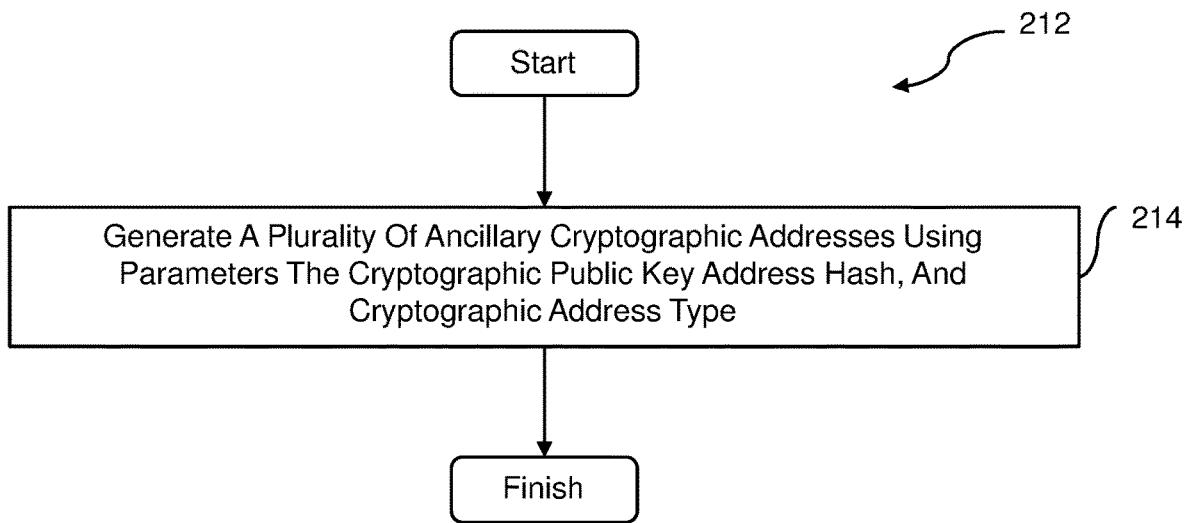 212
Start
Generate A Plurality Of Ancillary Cryptographic Addresses Using
Parameters The Cryptographic Public Key Address Hash, And
Cryptographic Address Type
214
Finish